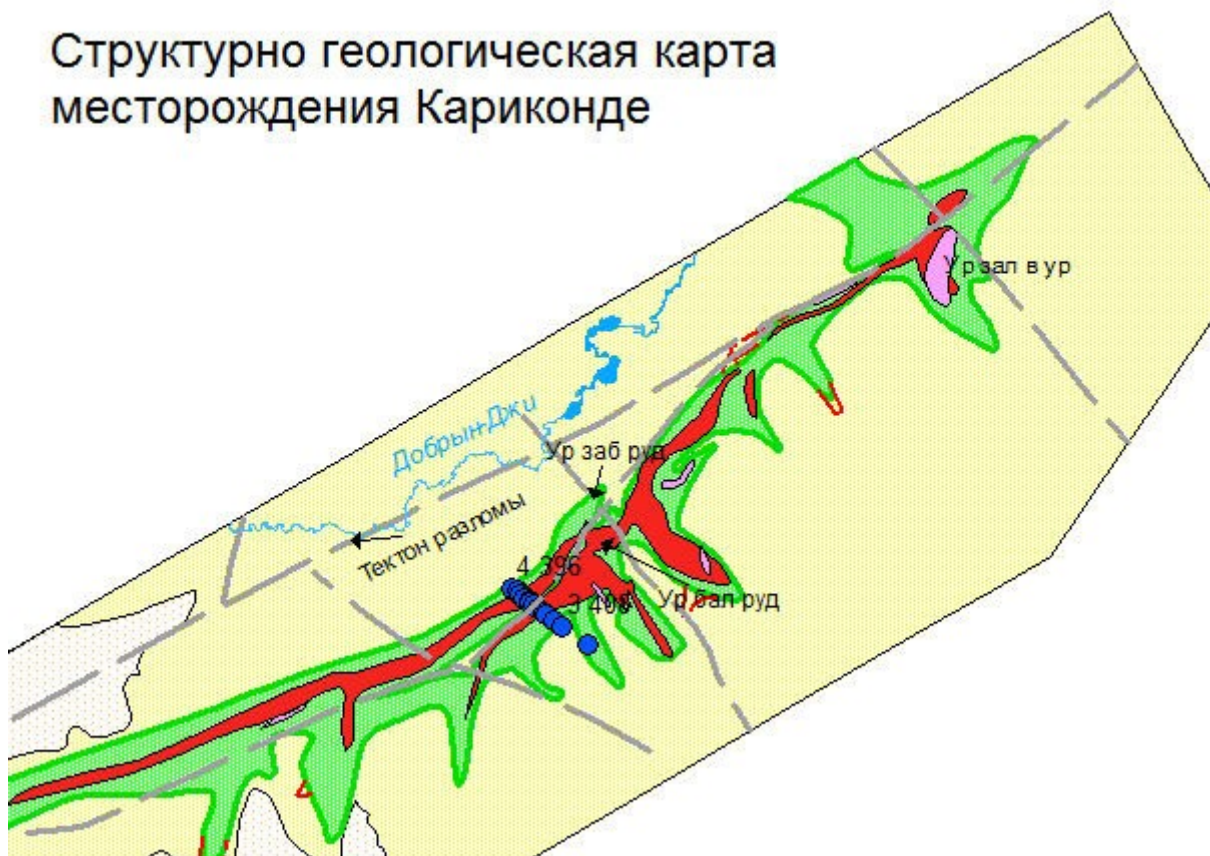 Структурно геологическая карта
месторождения Кариконде
Ур зал в ур
Добрын-Джи
Ур заб руд
Тектон разломы
4 396
Ур бал руд